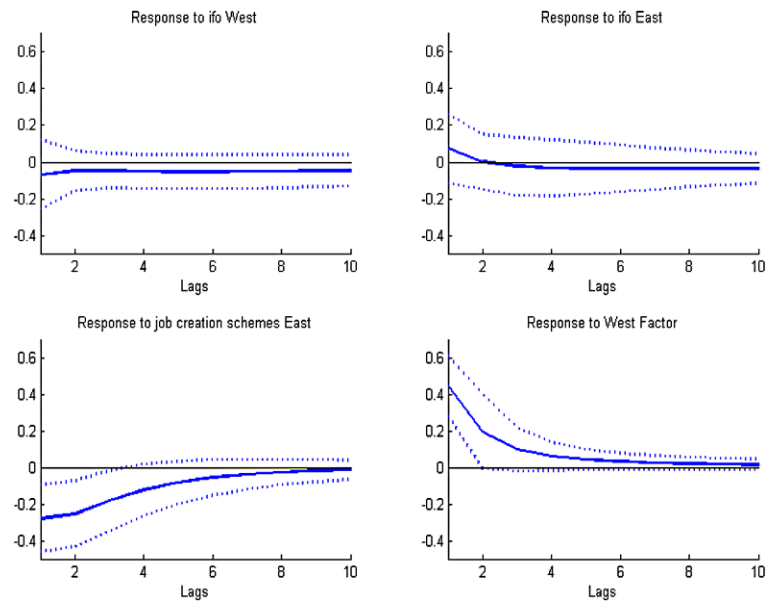 Response to ifo West
0.6
0.4
0.2
0
-0.2
-0.4
2 4 6 8 10
Lags
Response to ifo East
0.6
0.4
0.2
0
-0.2
-0.4
2 4 6 8 10
Lags
Response to job creation schemes East
0.6
0.4
0.2
0
-0.2
-0.4
2 4 6 8 10
Lags
Response to West Factor
0.6
0.4
0.2
0
-0.2
-0.4
2 4 6 8 10
Lags